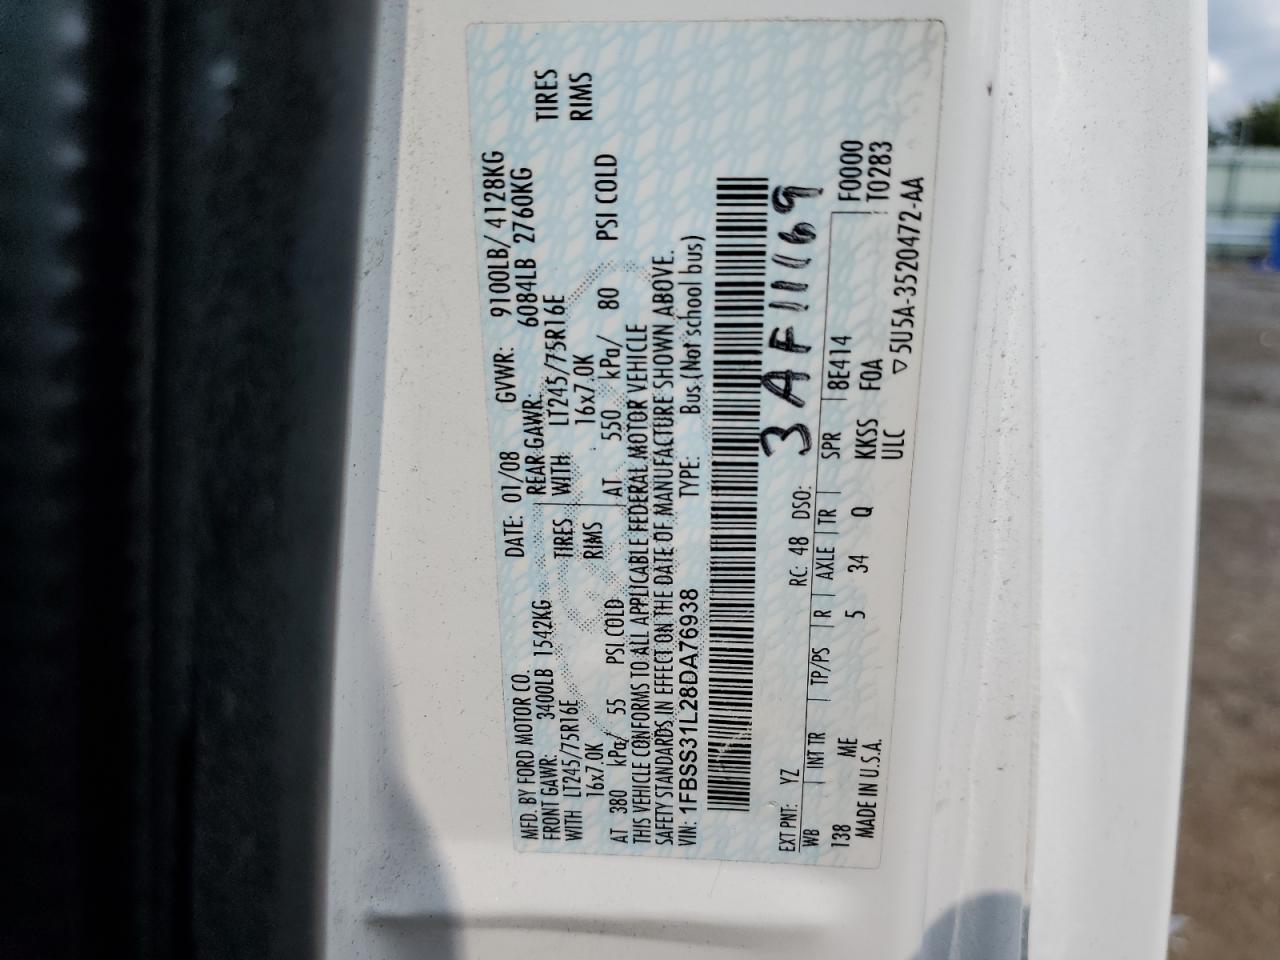 MFD. BY FORD MOTOR CO. DATE: 01/08 GVWR: 9100LB/ 4128KG
FRONT GAWR: 3400LB 1542KG REAR GAWR: 6084LB 2760KG
WITH LT245/75R16E TIRES WITH LT245/75R16E TIRES
16x7.0K RIMS 16x7.0K RIMS
AT 380 kPa/ 55 PSI COLD AT 550 kPa/ 80 PSI COLD
THIS VEHICLE CONFORMS TO ALL APPLICABLE FEDERAL MOTOR VEHICLE
SAFETY STANDARDS IN EFFECT ON THE DATE OF MANUFACTURE SHOWN ABOVE.
VIN: 1FBSS31L28DA76938 TYPE: Bus (Not school bus)
3AF11169
EXT PNT: YZ RC: 48 DSO:
WB INT TR TP/PS R AXLE TR SPR 8E414 F0000
138 ME 5 34 Q KKSS F0A T0283
MADE IN U.S.A. ULC ▽5U5A-3520472-AA